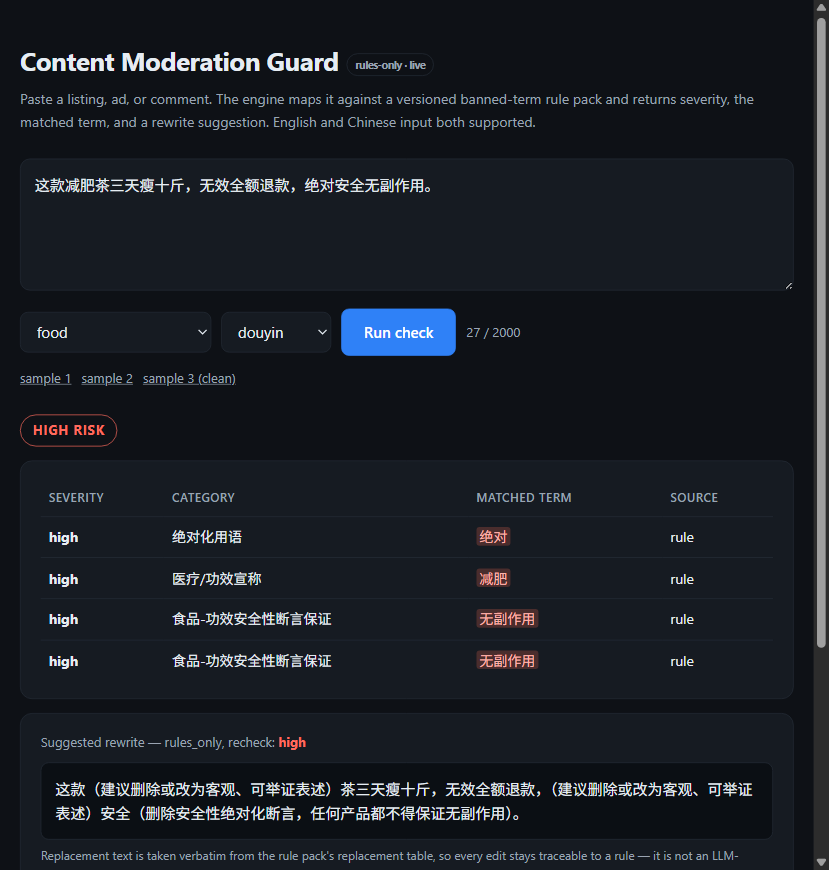 Content Moderation Guard rules-only · live
Paste a listing, ad, or comment. The engine maps it against a versioned banned-term rule pack and returns severity, the
matched term, and a rewrite suggestion. English and Chinese input both supported.
这款减肥茶三天瘦十斤，无效全额退款，绝对安全无副作用。
food douyin Run check 27 / 2000
sample 1 sample 2 sample 3 (clean)
HIGH RISK
SEVERITY CATEGORY MATCHED TERM SOURCE
high 绝对化用语 绝对 rule
high 医疗/功效宣称 减肥 rule
high 食品-功效安全性断言保证 无副作用 rule
high 食品-功效安全性断言保证 无副作用 rule
Suggested rewrite — rules_only, recheck: high
这款（建议删除或改为客观、可举证表述）茶三天瘦十斤，无效全额退款，（建议删除或改为客观、可举证
表述）安全（删除安全性绝对化断言，任何产品都不得保证无副作用）。
Replacement text is taken verbatim from the rule pack's replacement table, so every edit stays traceable to a rule — it is not an LLM-